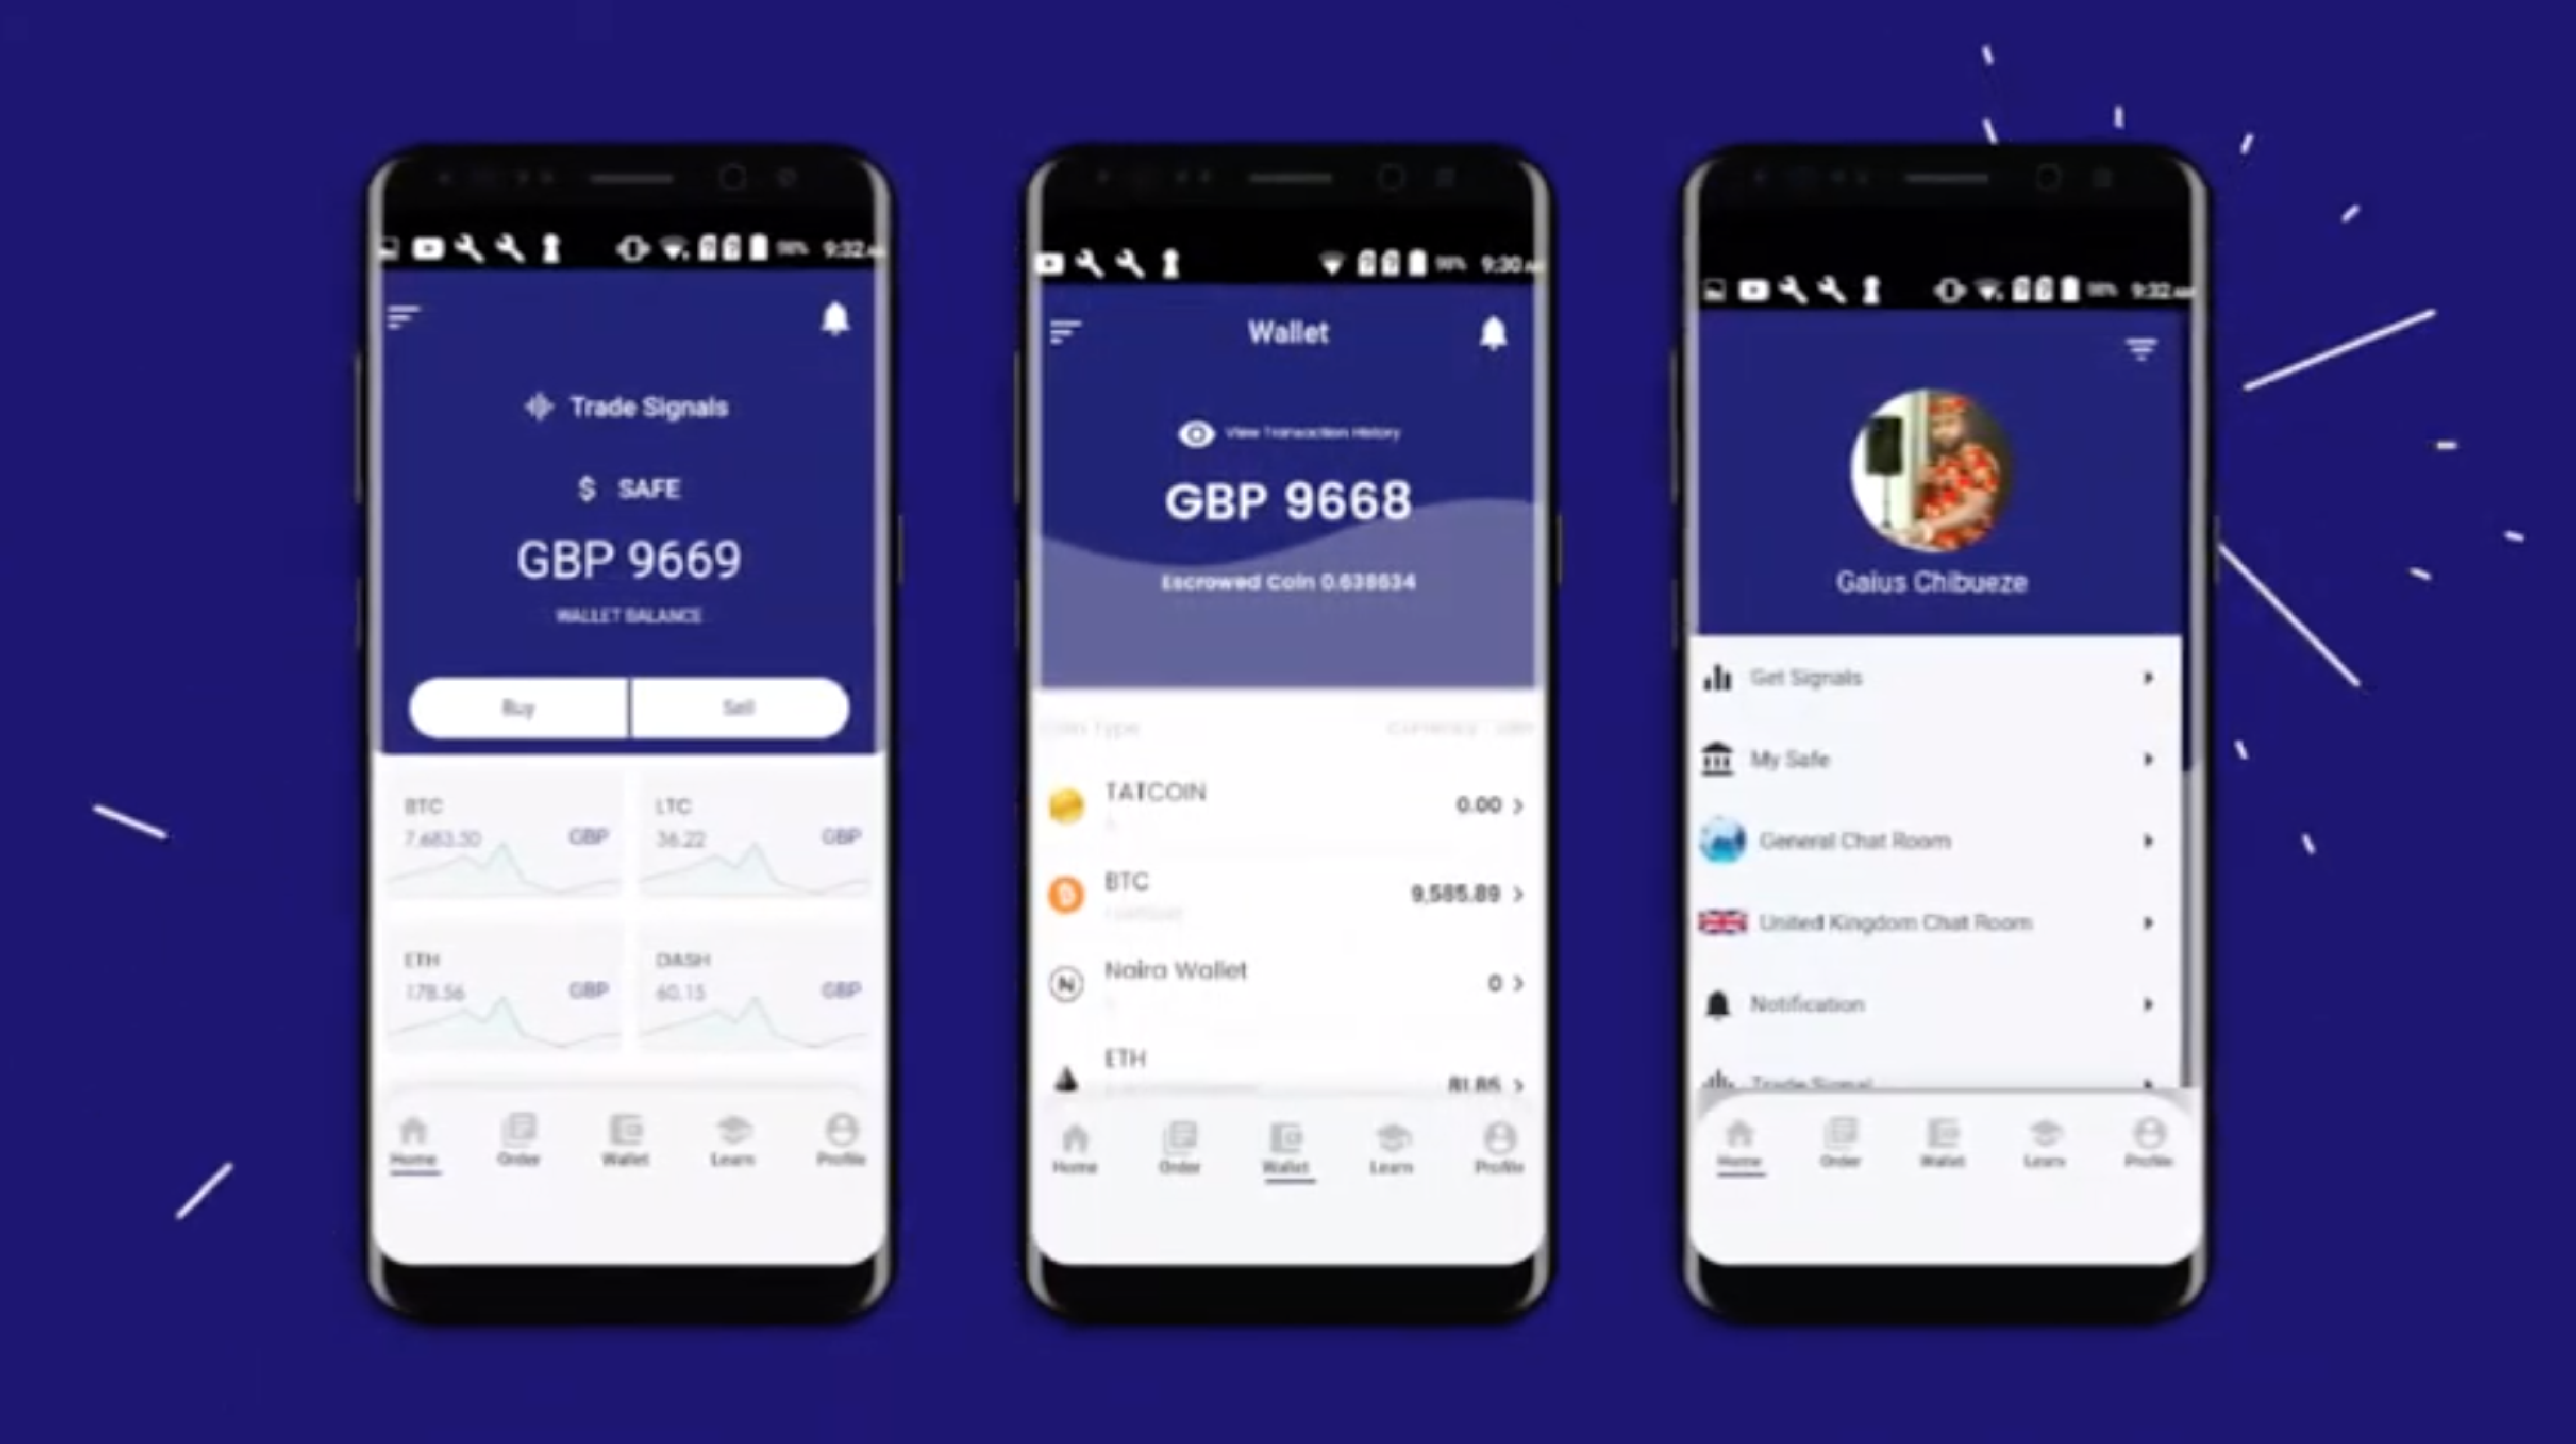 9:32
Trade Signals
$ SAFE
GBP 9669
WALLET BALANCE
Buy
Sell
BTC
7,683.50 GBP
LTC
36.22 GBP
ETH
178.56 GBP
DASH
60.15 GBP
Home
Order
Wallet
Learn
Profile
9:30
Wallet
View Transaction History
GBP 9668
Escrowed Coin 0.638634
Type
TATCOIN
0.00
BTC
9,585.89
Naira Wallet
0
ETH
81.85
Home
Order
Wallet
Learn
Profile
9:32
Gaius Chibueze
Get Signals
My Safe
General Chat Room
United Kingdom Chat Room
Notification
Trade Signal
Home
Order
Wallet
Learn
Profile